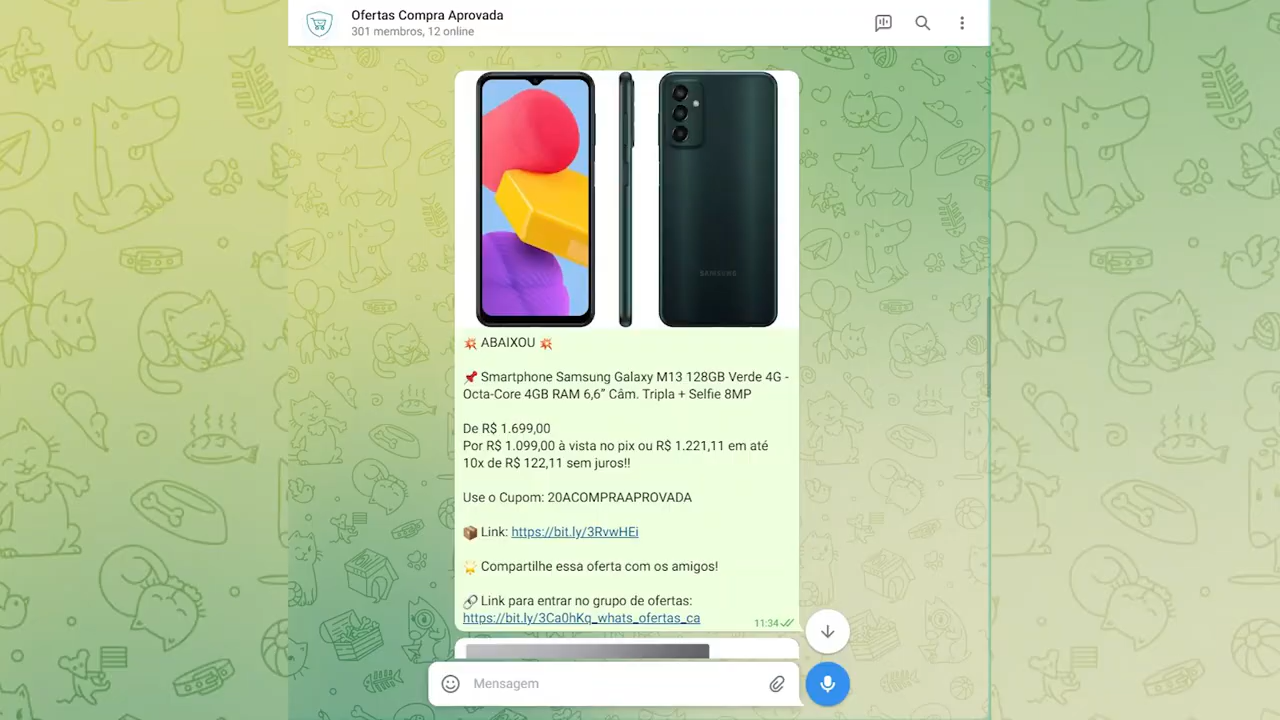 Ofertas Compra Aprovada
301 membros, 12 online
SAMSUNG
💥 ABAIXOU 💥
📌 Smartphone Samsung Galaxy M13 128GB Verde 4G -
Octa-Core 4GB RAM 6,6” Câm. Tripla + Selfie 8MP
De R$ 1.699,00
Por R$ 1.099,00 à vista no pix ou R$ 1.221,11 em até
10x de R$ 122,11 sem juros!!
Use o Cupom: 20ACOMPRAAPROVADA
📦 Link: https://bit.ly/3RvwHEi
🌟 Compartilhe essa oferta com os amigos!
🔗 Link para entrar no grupo de ofertas:
https://bit.ly/3Ca0hKq_whats_ofertas_ca
11:34
Mensagem